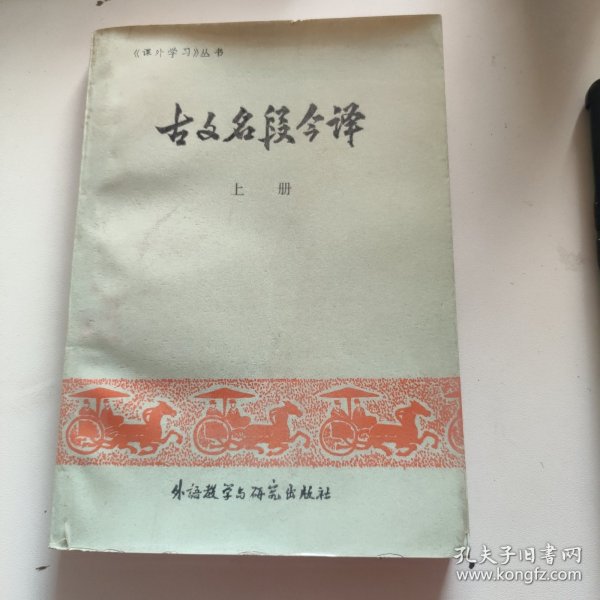 《课外学习》丛书
古文名段今译
上册
外语教学与研究出版社
孔夫子旧书网
www.kongfz.com